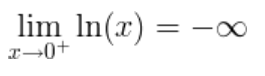 lim x→0⁺ ln(x) = −∞